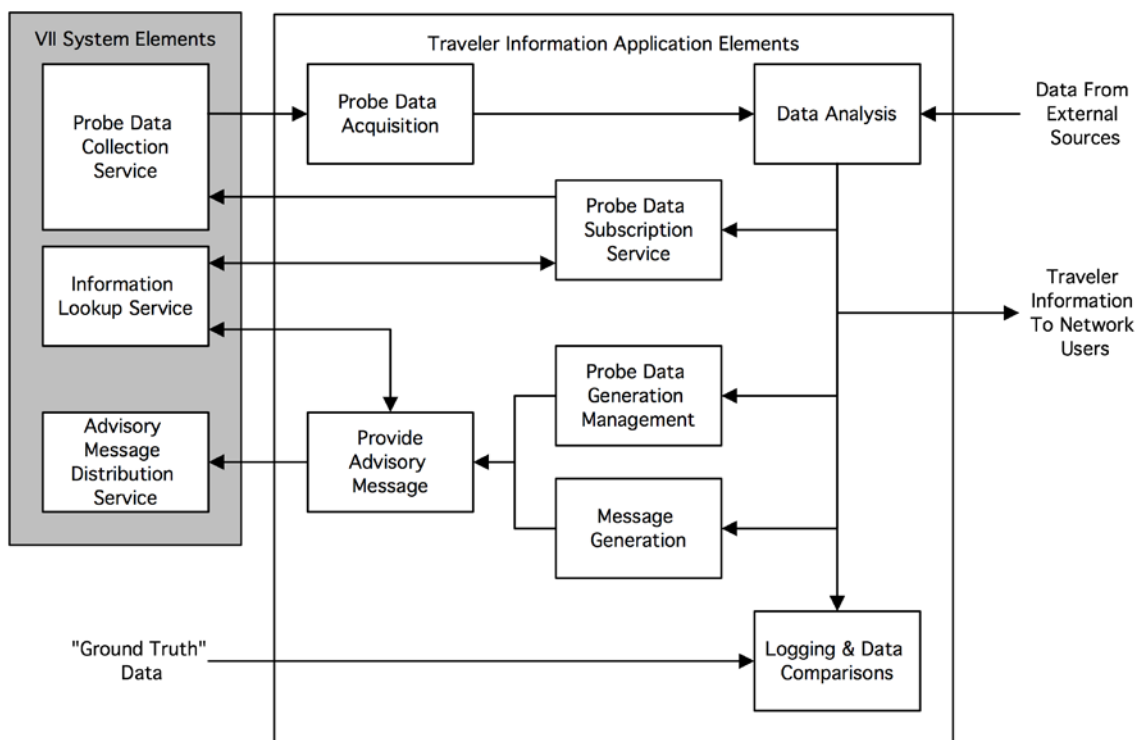 VII System Elements
Traveler Information Application Elements
Probe Data
Collection
Service
Probe Data
Acquisition
Data Analysis
Data From
External
Sources
Probe Data
Subscription
Service
Information
Lookup Service
Traveler
Information
To Network
Users
Probe Data
Generation
Management
Advisory
Message
Distribution
Service
Provide
Advisory
Message
Message
Generation
"Ground Truth"
Data
Logging & Data
Comparisons